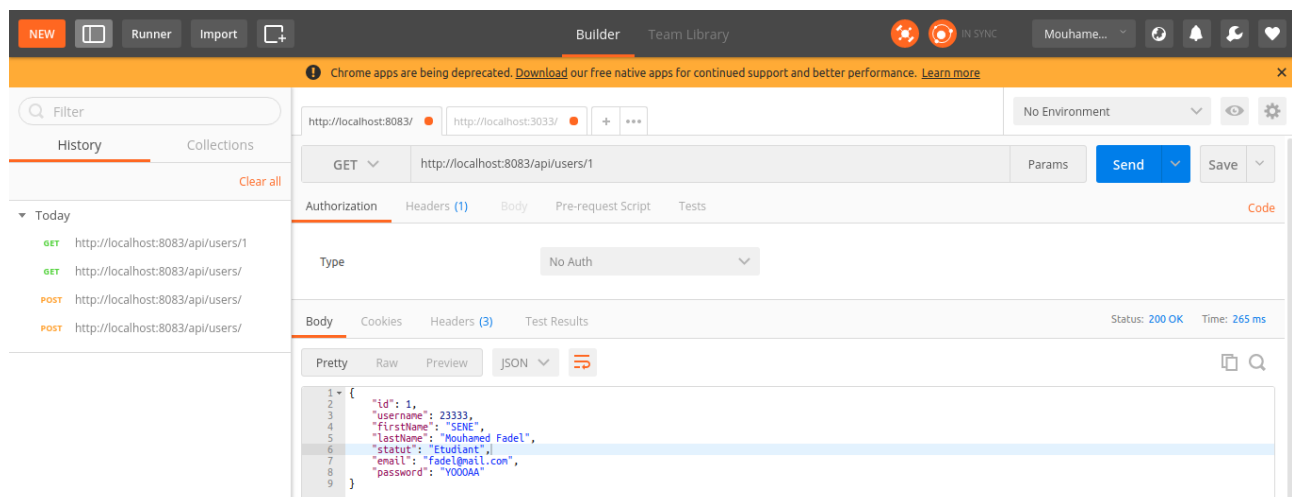 NEW Runner Import Builder Team Library IN SYNC Mouhame...
Chrome apps are being deprecated. Download our free native apps for continued support and better performance. Learn more
Filter
History Collections
Clear all
Today
GET http://localhost:8083/api/users/1
GET http://localhost:8083/api/users/
POST http://localhost:8083/api/users/
POST http://localhost:8083/api/users/
http://localhost:8083/ http://localhost:3033/ + ••• No Environment
GET http://localhost:8083/api/users/1 Params Send Save
Authorization Headers (1) Body Pre-request Script Tests Code
Type No Auth
Body Cookies Headers (3) Test Results Status: 200 OK Time: 265 ms
Pretty Raw Preview JSON
1 {
2 "id": 1,
3 "username": 23333,
4 "firstName": "SENE",
5 "lastName": "Mouhamed Fadel",
6 "statut": "Etudiant",
7 "email": "fadel@mail.com",
8 "password": "YOOOAA"
9 }